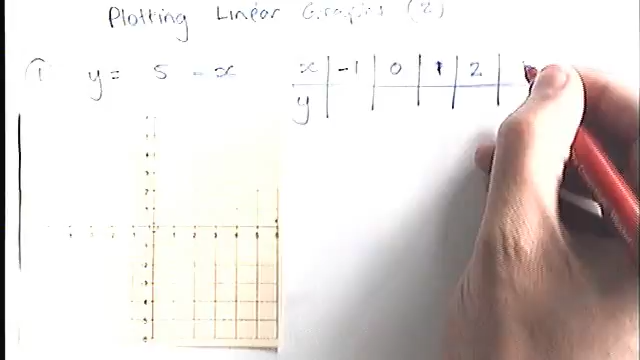 Plotting Linear Graphs (2)
① y = 5 - x
x | -1 | 0 | 1 | 2 |
y